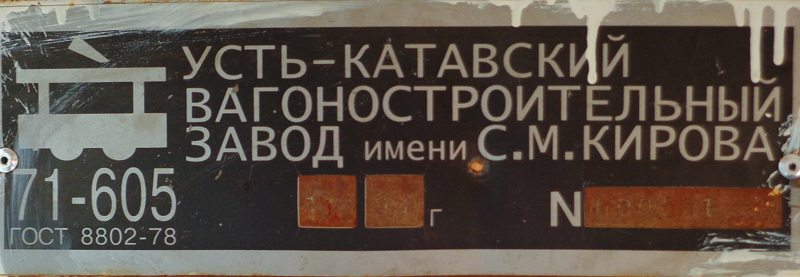 УСТЬ-КАТАВСКИЙ
ВАГОНОСТРОИТЕЛЬНЫЙ
ЗАВОД имени С.М.КИРОВА
71-605
г N
ГОСТ 8802-78